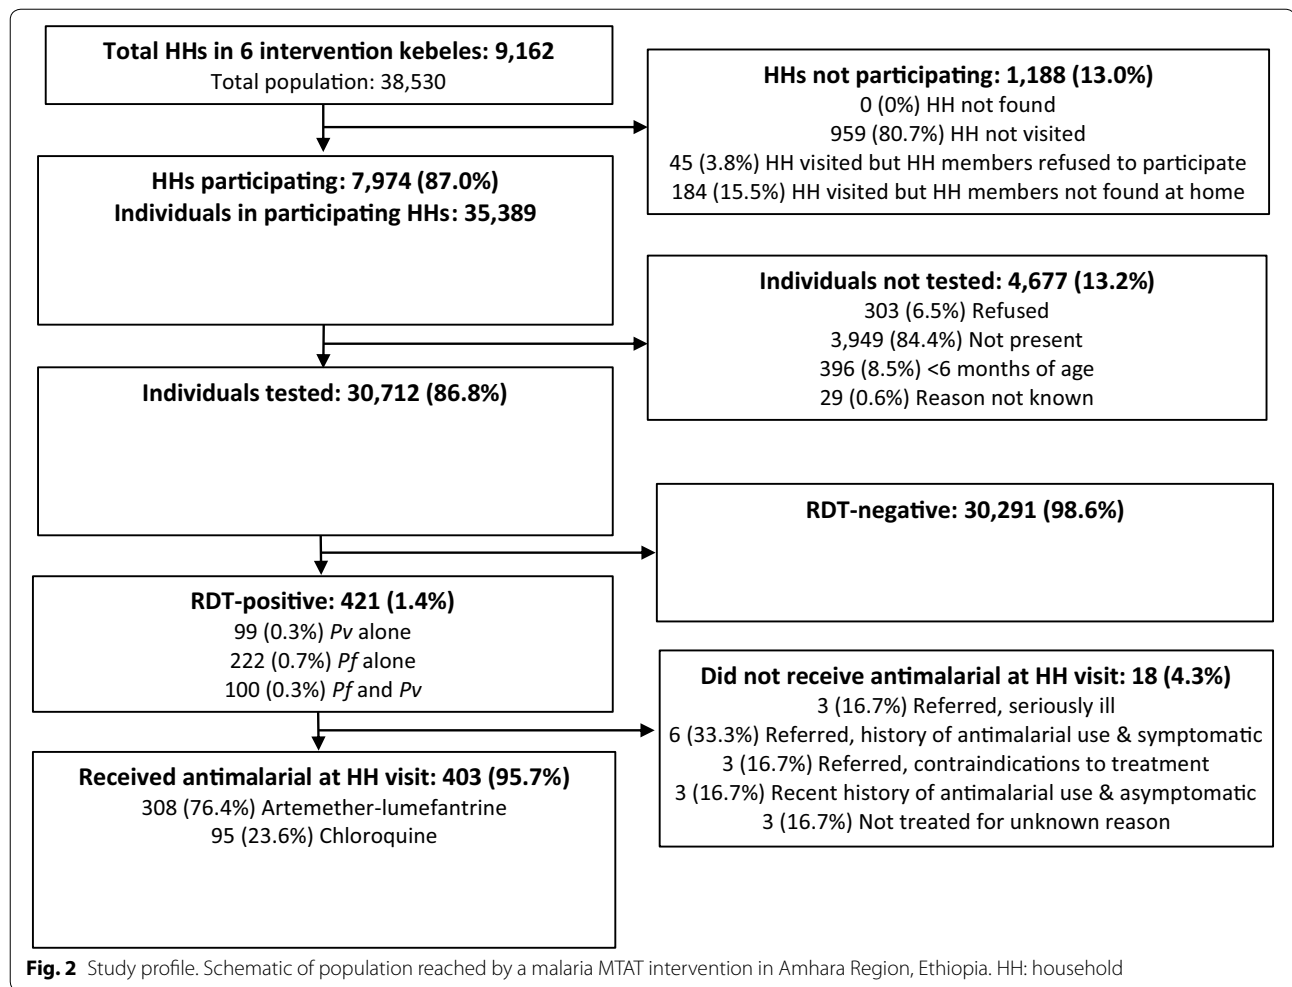 Total HHs in 6 intervention kebeles: 9,162
Total population: 38,530
HHs not participating: 1,188 (13.0%)
0 (0%) HH not found
959 (80.7%) HH not visited
45 (3.8%) HH visited but HH members refused to participate
184 (15.5%) HH visited but HH members not found at home
HHs participating: 7,974 (87.0%)
Individuals in participating HHs: 35,389
Individuals not tested: 4,677 (13.2%)
303 (6.5%) Refused
3,949 (84.4%) Not present
396 (8.5%) <6 months of age
29 (0.6%) Reason not known
Individuals tested: 30,712 (86.8%)
RDT-negative: 30,291 (98.6%)
RDT-positive: 421 (1.4%)
99 (0.3%) Pv alone
222 (0.7%) Pf alone
100 (0.3%) Pf and Pv
Did not receive antimalarial at HH visit: 18 (4.3%)
3 (16.7%) Referred, seriously ill
6 (33.3%) Referred, history of antimalarial use & symptomatic
3 (16.7%) Referred, contraindications to treatment
3 (16.7%) Recent history of antimalarial use & asymptomatic
3 (16.7%) Not treated for unknown reason
Received antimalarial at HH visit: 403 (95.7%)
308 (76.4%) Artemether-lumefantrine
95 (23.6%) Chloroquine
Fig. 2 Study profile. Schematic of population reached by a malaria MTAT intervention in Amhara Region, Ethiopia. HH: household